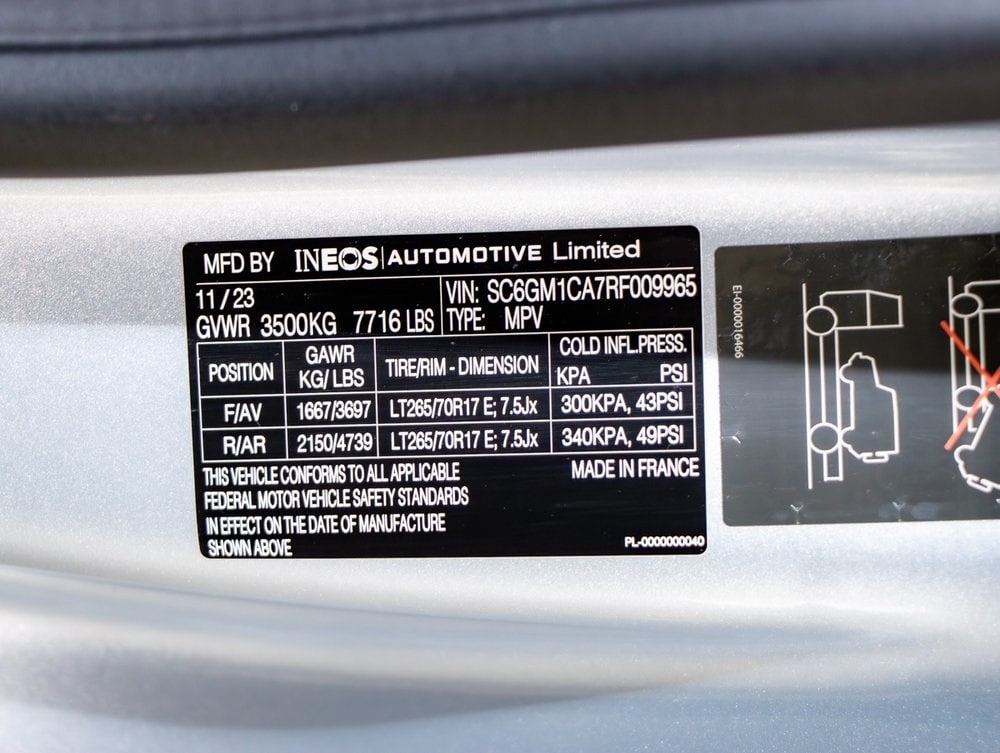 MFD BY INEOS | AUTOMOTIVE Limited
11 / 23
GVWR 3500KG 7716 LBS
VIN: SC6GM1CA7RF009965
TYPE: MPV
POSITION GAWR KG/ LBS TIRE/RIM - DIMENSION COLD INFL.PRESS. KPA PSI
F/AV 1667/3697 LT265/70R17 E; 7.5Jx 300KPA, 43PSI
R/AR 2150/4739 LT265/70R17 E; 7.5Jx 340KPA, 49PSI
THIS VEHICLE CONFORMS TO ALL APPLICABLE
FEDERAL MOTOR VEHICLE SAFETY STANDARDS
IN EFFECT ON THE DATE OF MANUFACTURE
SHOWN ABOVE
MADE IN FRANCE
PL-0000000040
EI-0000016466